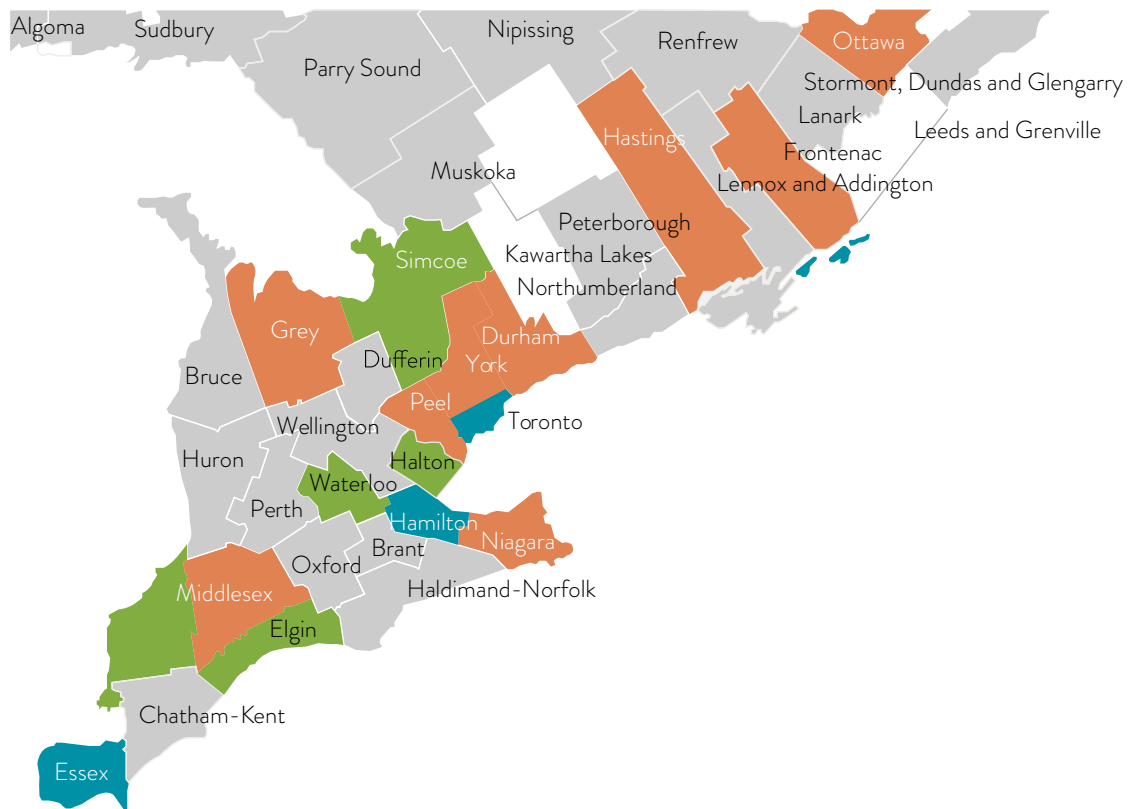 Algoma
Sudbury
Nipissing
Renfrew
Ottawa
Parry Sound
Stormont, Dundas and Glengarry
Lanark
Leeds and Grenville
Hastings
Frontenac
Muskoka
Lennox and Addington
Peterborough
Simcoe
Kawartha Lakes
Northumberland
Grey
Durham
Dufferin
York
Bruce
Peel
Toronto
Wellington
Huron
Halton
Waterloo
Perth
Hamilton
Niagara
Brant
Oxford
Haldimand-Norfolk
Middlesex
Elgin
Chatham-Kent
Essex